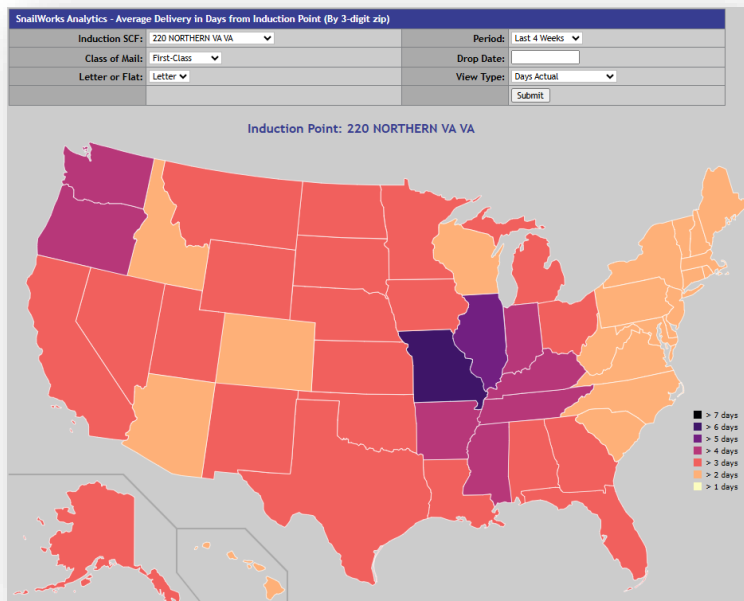 SnailWorks Analytics - Average Delivery in Days from Induction Point (By 3-digit zip)
Induction SCF: 220 NORTHERN VA VA Period: Last 4 Weeks
Class of Mail: First-Class Drop Date:
Letter or Flat: Letter View Type: Days Actual
Submit
Induction Point: 220 NORTHERN VA VA
> 7 days
> 6 days
> 5 days
> 4 days
> 3 days
> 2 days
> 1 days